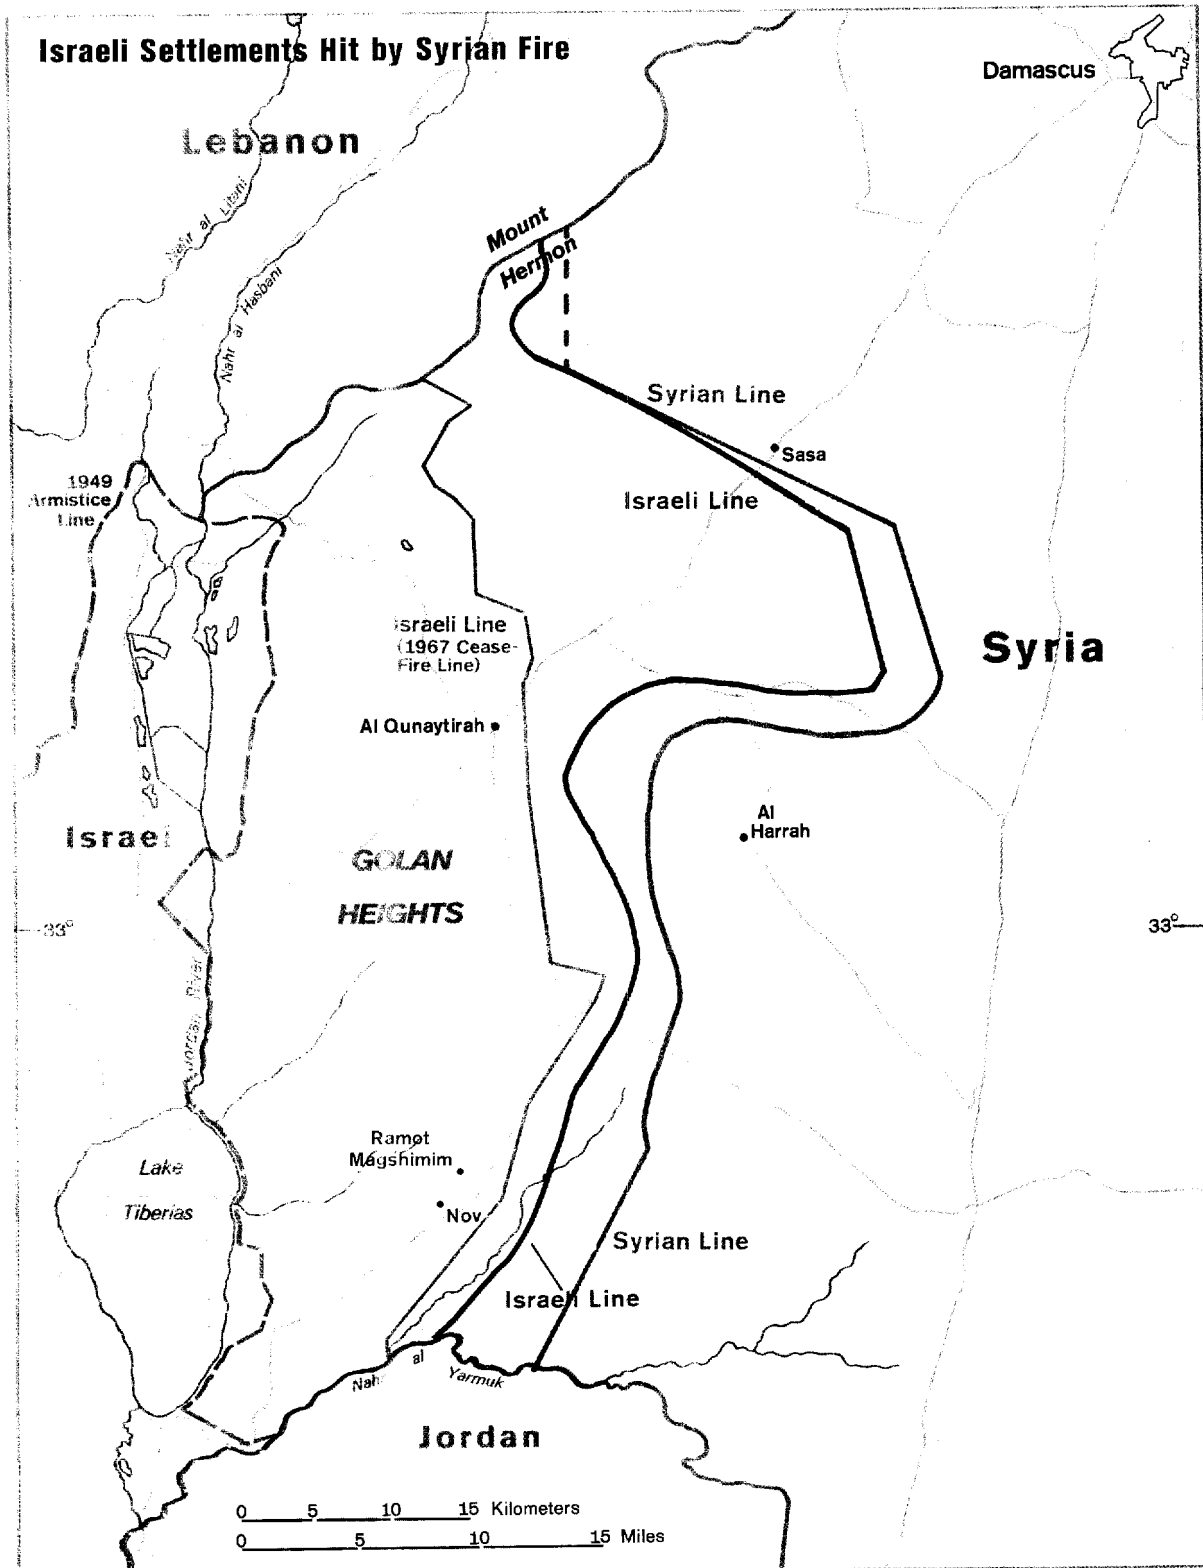 Israeli Settlements Hit by Syrian Fire
Damascus
Lebanon
Nahr al Litani
Mount
Hermon
Nahr al Hasbani
Syrian Line
Sasa
1949
Armistice
Line
Israeli Line
Israeli Line
(1967 Cease-
Fire Line)
Syria
Al Qunaytirah
Al
Harrah
Israel
GOLAN
HEIGHTS
33°
33°
Jordan River
Ramot
Magshimim
Lake
Tiberias
Nov
Syrian Line
Israeli Line
Nahr al Yarmuk
Jordan
0 5 10 15 Kilometers
0 5 10 15 Miles